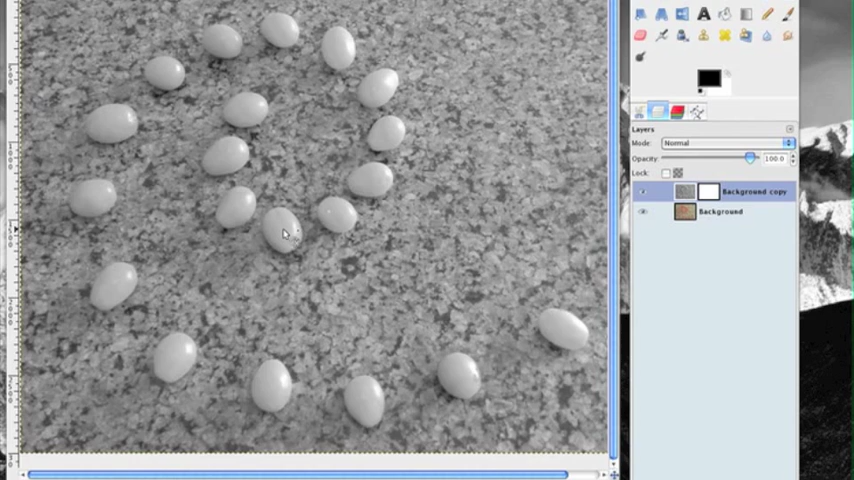 Layers
Mode: Normal
Opacity: 100.0
Lock:
Background copy
Background